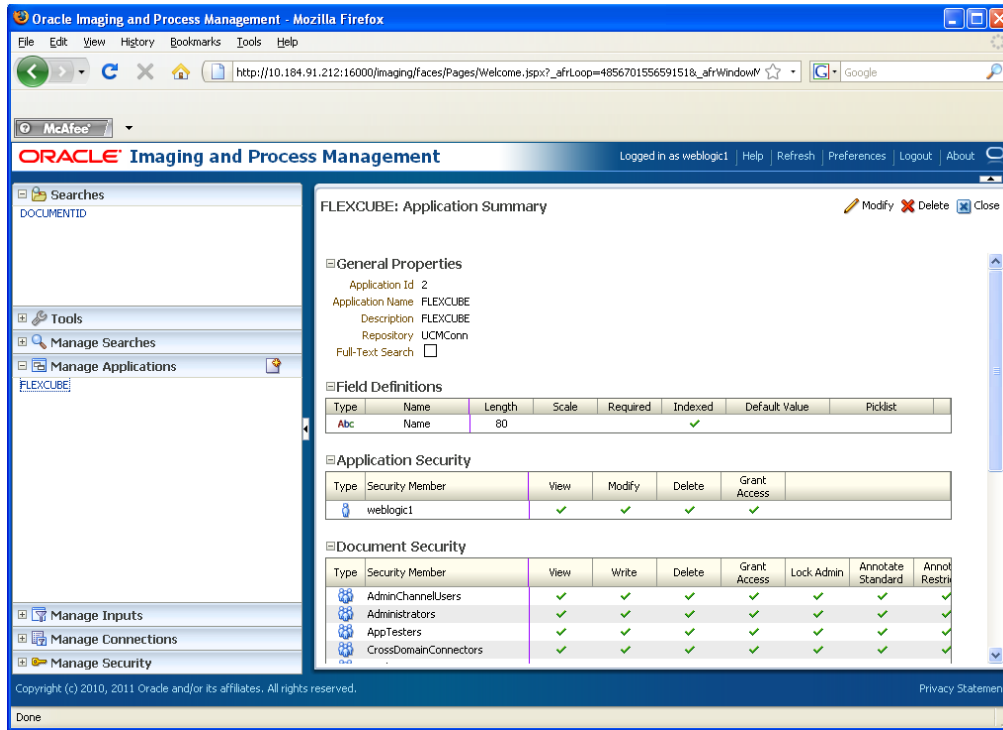 Oracle Imaging and Process Management - Mozilla Firefox
File Edit View History Bookmarks Tools Help
http://10.184.91.212:16000/imaging/faces/Pages/Welcome.jspx?_afrLoop=4856701556591518&_afrWindowM
Google
McAfee
ORACLE Imaging and Process Management
Logged in as weblogic1 Help Refresh Preferences Logout About
Searches
DOCUMENTID
Tools
Manage Searches
Manage Applications
FLEXCUBE
Manage Inputs
Manage Connections
Manage Security
FLEXCUBE: Application Summary
Modify Delete Close
General Properties
Application Id 2
Application Name FLEXCUBE
Description FLEXCUBE
Repository UCMConn
Full-Text Search
Field Definitions
Type Name Length Scale Required Indexed Default Value Picklist
Abc Name 80
Application Security
Type Security Member View Modify Delete Grant Access
weblogic1
Document Security
Type Security Member View Write Delete Grant Access Lock Admin Annotate Standard Annot Restri
AdminChannelUsers
Administrators
AppTesters
CrossDomainConnectors
Copyright (c) 2010, 2011 Oracle and/or its affiliates. All rights reserved.
Privacy Statemen
Done